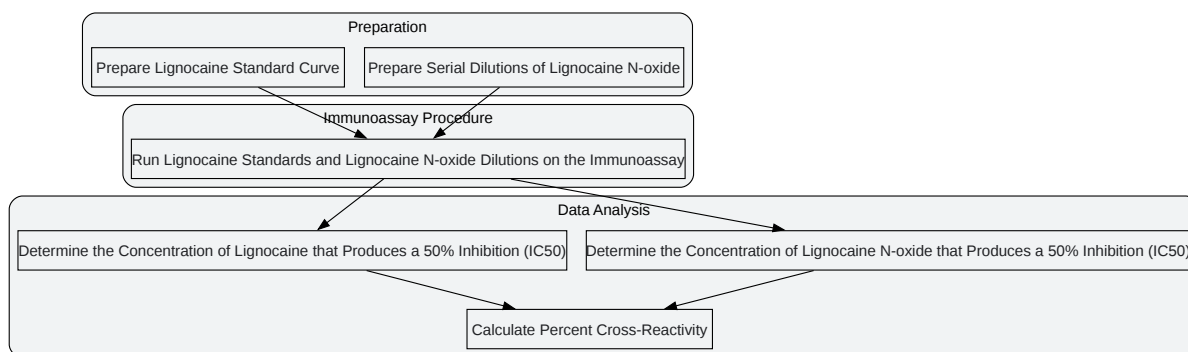 Preparation
Prepare Lignocaine Standard Curve
Prepare Serial Dilutions of Lignocaine N-oxide
Immunoassay Procedure
Run Lignocaine Standards and Lignocaine N-oxide Dilutions on the Immunoassay
Data Analysis
Determine the Concentration of Lignocaine that Produces a 50% Inhibition (IC50)
Determine the Concentration of Lignocaine N-oxide that Produces a 50% Inhibition (IC50)
Calculate Percent Cross-Reactivity